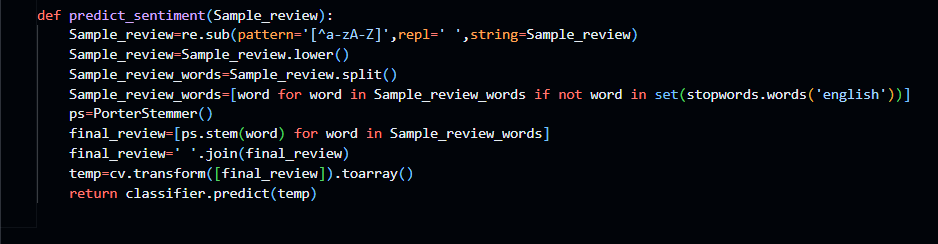 def predict_sentiment(Sample_review):
Sample_review=re.sub(pattern='[^a-zA-Z]',repl=' ',string=Sample_review)
Sample_review=Sample_review.lower()
Sample_review_words=Sample_review.split()
Sample_review_words=[word for word in Sample_review_words if not word in set(stopwords.words('english'))]
ps=PorterStemmer()
final_review=[ps.stem(word) for word in Sample_review_words]
final_review=' '.join(final_review)
temp=cv.transform([final_review]).toarray()
return classifier.predict(temp)